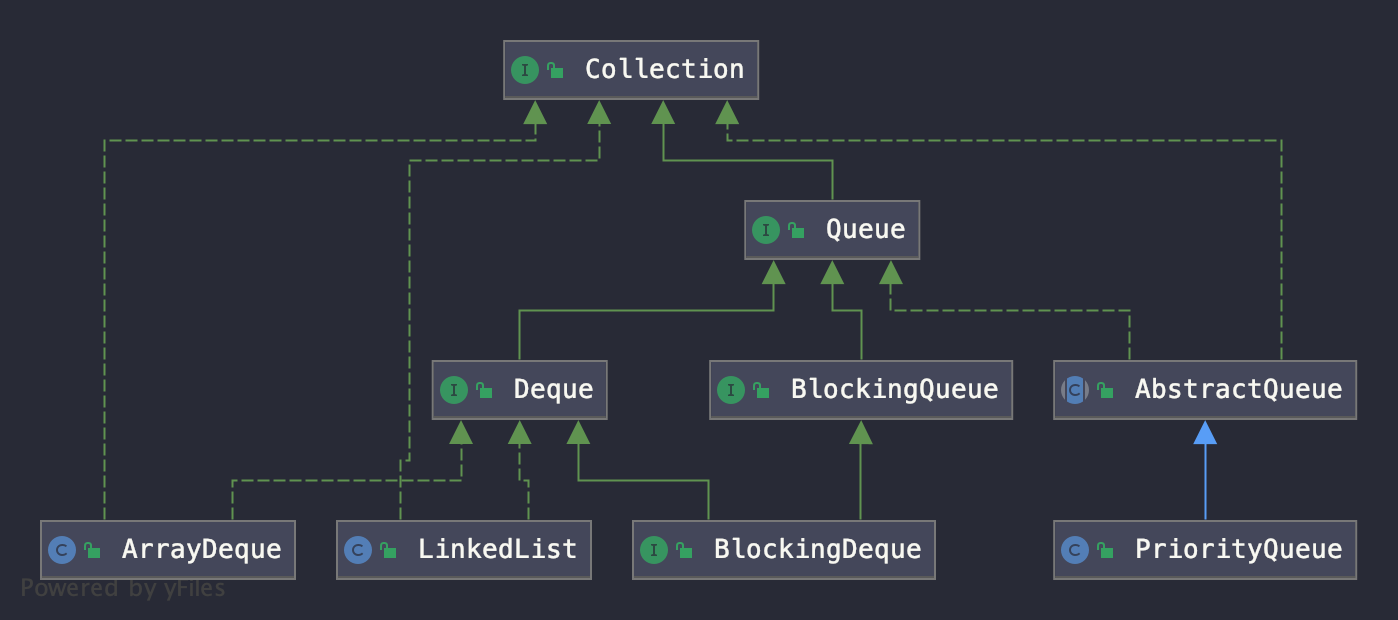 I Collection
I Queue
I Deque
I BlockingQueue
C AbstractQueue
C ArrayDeque
C LinkedList
I BlockingDeque
C PriorityQueue
Powered by yFiles